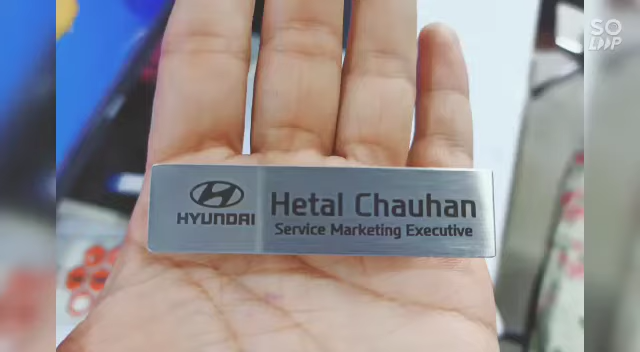 SO
LOOP
HYUNDAI
Hetal Chauhan
Service Marketing Executive